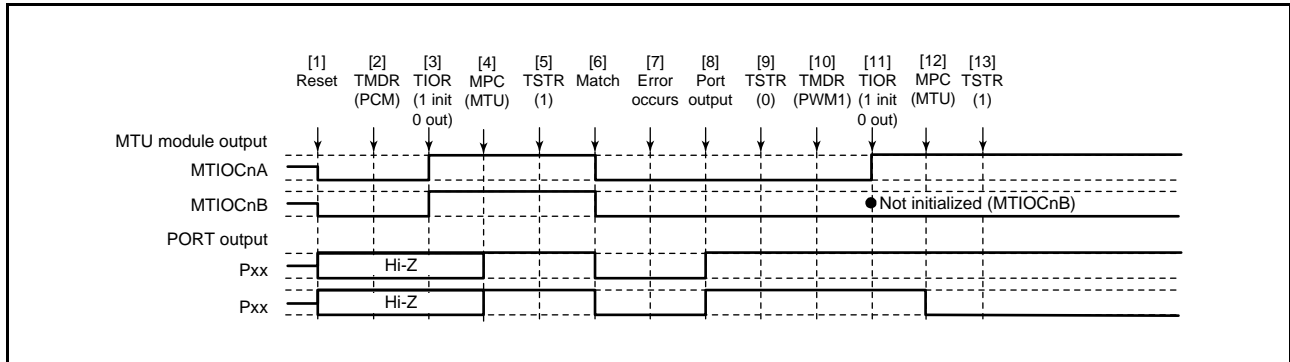 [1] [2] [3] [4] [5] [6] [7] [8] [9] [10] [11] [12] [13]
Reset TMDR TIOR MPC TSTR Match Error Port TSTR TMDR TIOR MPC TSTR
(PCM) (1 init (MTU) (1) occurs output (0) (PWM1) (1 init (MTU) (1)
0 out) 0 out)
MTU module output
MTIOCnA
MTIOCnB Not initialized (MTIOCnB)
PORT output
Pxx Hi-Z
Pxx Hi-Z